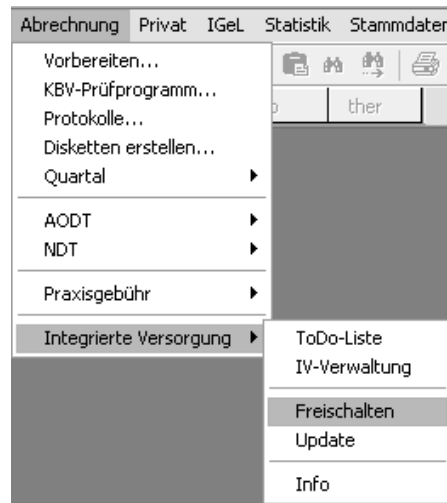 Abrechnung Privat IGeL Statistik Stammdaten
Vorbereiten...
KBV-Prüfprogramm...
Protokolle...
Disketten erstellen...
Quartal
ther
AODT
NDT
Praxisgebühr
Integrierte Versorgung
ToDo-Liste
IV-Verwaltung
Freischalten
Update
Info